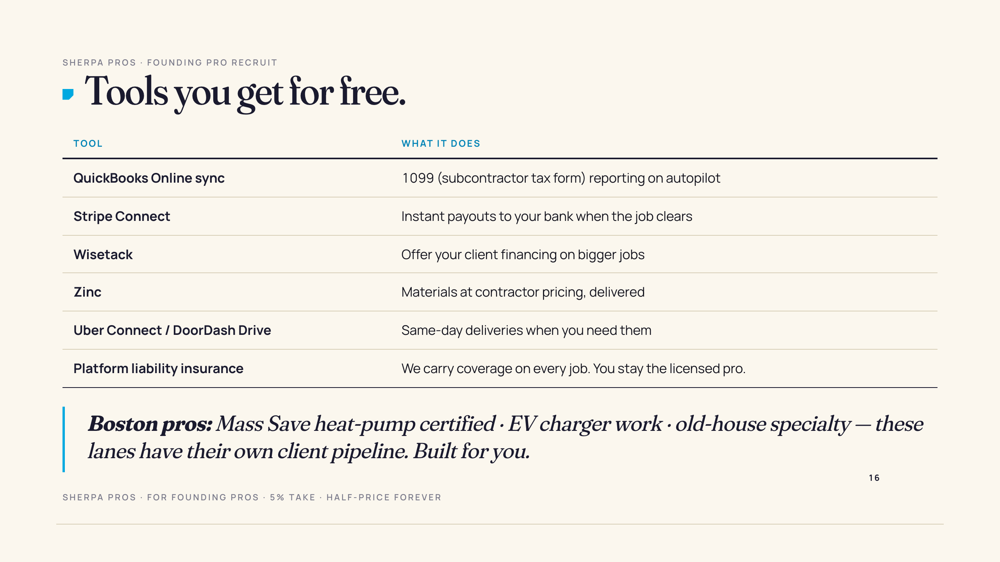 SHERPA PROS · FOUNDING PRO RECRUIT
Tools you get for free.
TOOL WHAT IT DOES
QuickBooks Online sync 1099 (subcontractor tax form) reporting on autopilot
Stripe Connect Instant payouts to your bank when the job clears
Wisetack Offer your client financing on bigger jobs
Zinc Materials at contractor pricing, delivered
Uber Connect / DoorDash Drive Same-day deliveries when you need them
Platform liability insurance We carry coverage on every job. You stay the licensed pro.
Boston pros: Mass Save heat-pump certified · EV charger work · old-house specialty — these
lanes have their own client pipeline. Built for you.
16
SHERPA PROS · FOR FOUNDING PROS · 5% TAKE · HALF-PRICE FOREVER